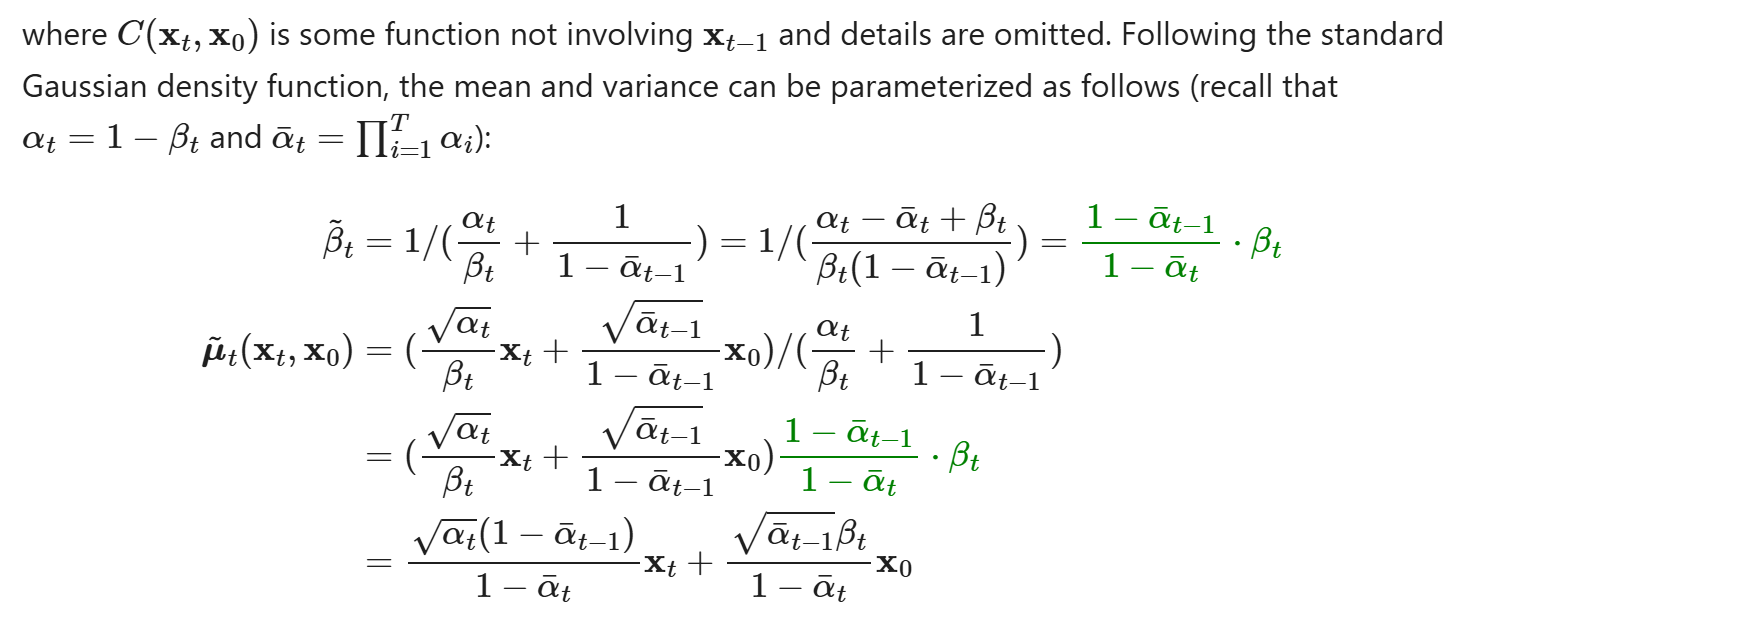 where $C(\mathbf{x}_t, \mathbf{x}_0)$ is some function not involving $\mathbf{x}_{t-1}$ and details are omitted. Following the standard
Gaussian density function, the mean and variance can be parameterized as follows (recall that
$\alpha_t = 1 - \beta_t$ and $\bar{\alpha}_t = \prod_{i=1}^T \alpha_i$):
$\tilde{\beta}_t = 1/(\frac{\alpha_t}{\beta_t} + \frac{1}{1 - \bar{\alpha}_{t-1}}) = 1/(\frac{\alpha_t - \bar{\alpha}_t + \beta_t}{\beta_t(1 - \bar{\alpha}_{t-1})}) = \frac{1 - \bar{\alpha}_{t-1}}{1 - \bar{\alpha}_t} \cdot \beta_t$
$\tilde{\boldsymbol{\mu}}_t(\mathbf{x}_t, \mathbf{x}_0) = (\frac{\sqrt{\alpha_t}}{\beta_t}\mathbf{x}_t + \frac{\sqrt{\bar{\alpha}_{t-1}}}{1 - \bar{\alpha}_{t-1}}\mathbf{x}_0)/(\frac{\alpha_t}{\beta_t} + \frac{1}{1 - \bar{\alpha}_{t-1}})$
$= (\frac{\sqrt{\alpha_t}}{\beta_t}\mathbf{x}_t + \frac{\sqrt{\bar{\alpha}_{t-1}}}{1 - \bar{\alpha}_{t-1}}\mathbf{x}_0)\frac{1 - \bar{\alpha}_{t-1}}{1 - \bar{\alpha}_t} \cdot \beta_t$
$= \frac{\sqrt{\alpha_t}(1 - \bar{\alpha}_{t-1})}{1 - \bar{\alpha}_t}\mathbf{x}_t + \frac{\sqrt{\bar{\alpha}_{t-1}}\beta_t}{1 - \bar{\alpha}_t}\mathbf{x}_0$